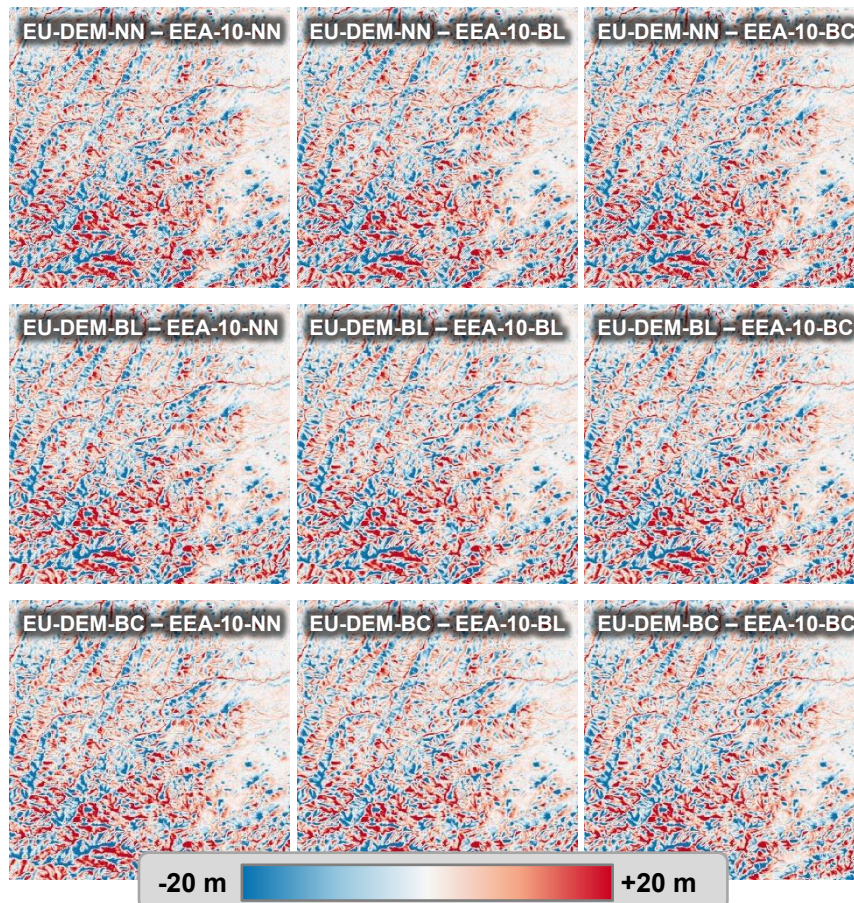 EU-DEM-NN – EEA-10-NN
EU-DEM-NN – EEA-10-BL
EU-DEM-NN – EEA-10-BC
EU-DEM-BL – EEA-10-NN
EU-DEM-BL – EEA-10-BL
EU-DEM-BL – EEA-10-BC
EU-DEM-BC – EEA-10-NN
EU-DEM-BC – EEA-10-BL
EU-DEM-BC – EEA-10-BC
-20 m
+20 m